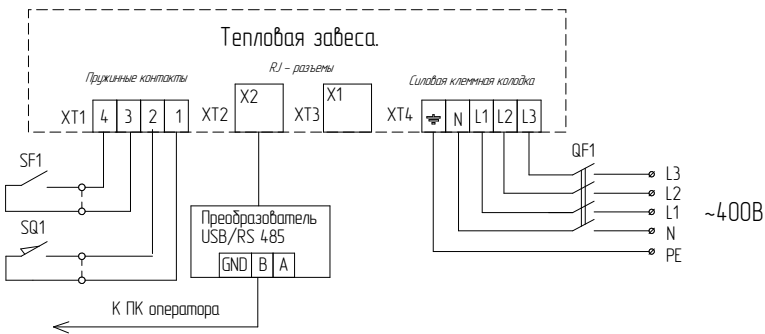 Тепловая завеса.
Пружинные контакты
RJ - разъемы
Силовая клеммная колодка
XT1 4 3 2 1
XT2 X2
XT3 X1
XT4 N L1 L2 L3
SF1
SQ1
QF1
L3
L2
L1
N
PE
~400В
Преобразователь
USB/RS 485
GND B A
К ПК оператора